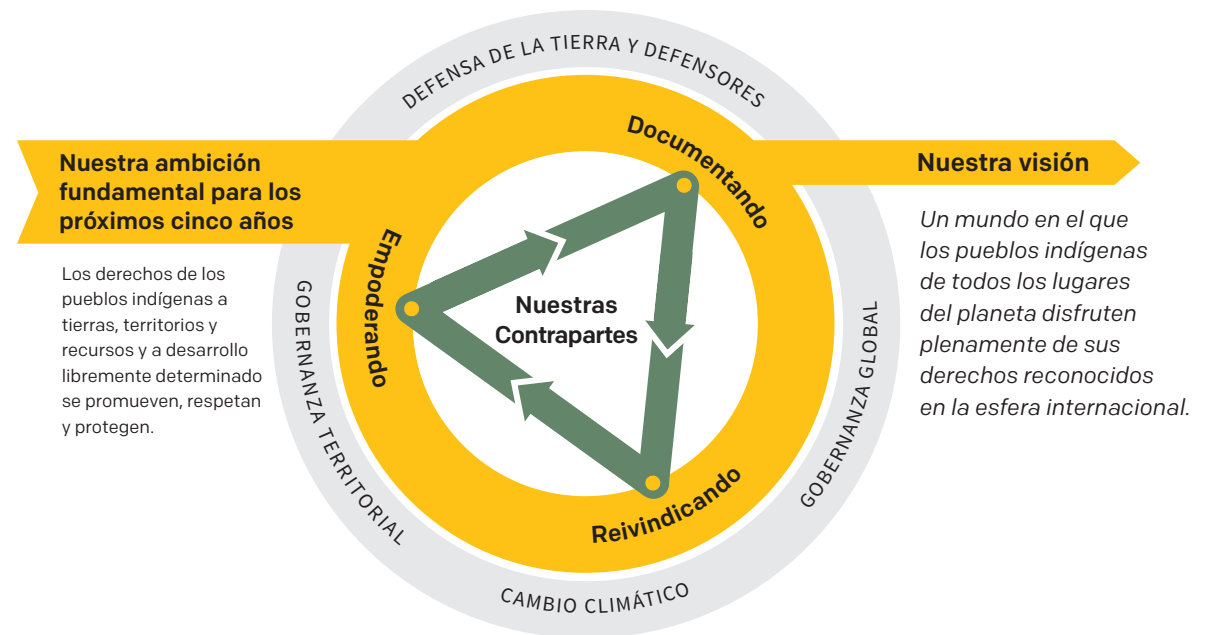 DEFENSA DE LA TIERRA Y DEFENSORES
Nuestra ambición
fundamental para los
próximos cinco años
Los derechos de los
pueblos indígenas a
tierras, territorios y
recursos y a desarrollo
libremente determinado
se promueven, respetan
y protegen.
GOBERNANZA TERRITORIAL
Empoderando
Documentando
Nuestras
Contrapartes
Reivindicando
CAMBIO CLIMÁTICO
GOBERNANZA GLOBAL
Nuestra visión
Un mundo en el que
los pueblos indígenas
de todos los lugares
del planeta disfruten
plenamente de sus
derechos reconocidos
en la esfera internacional.